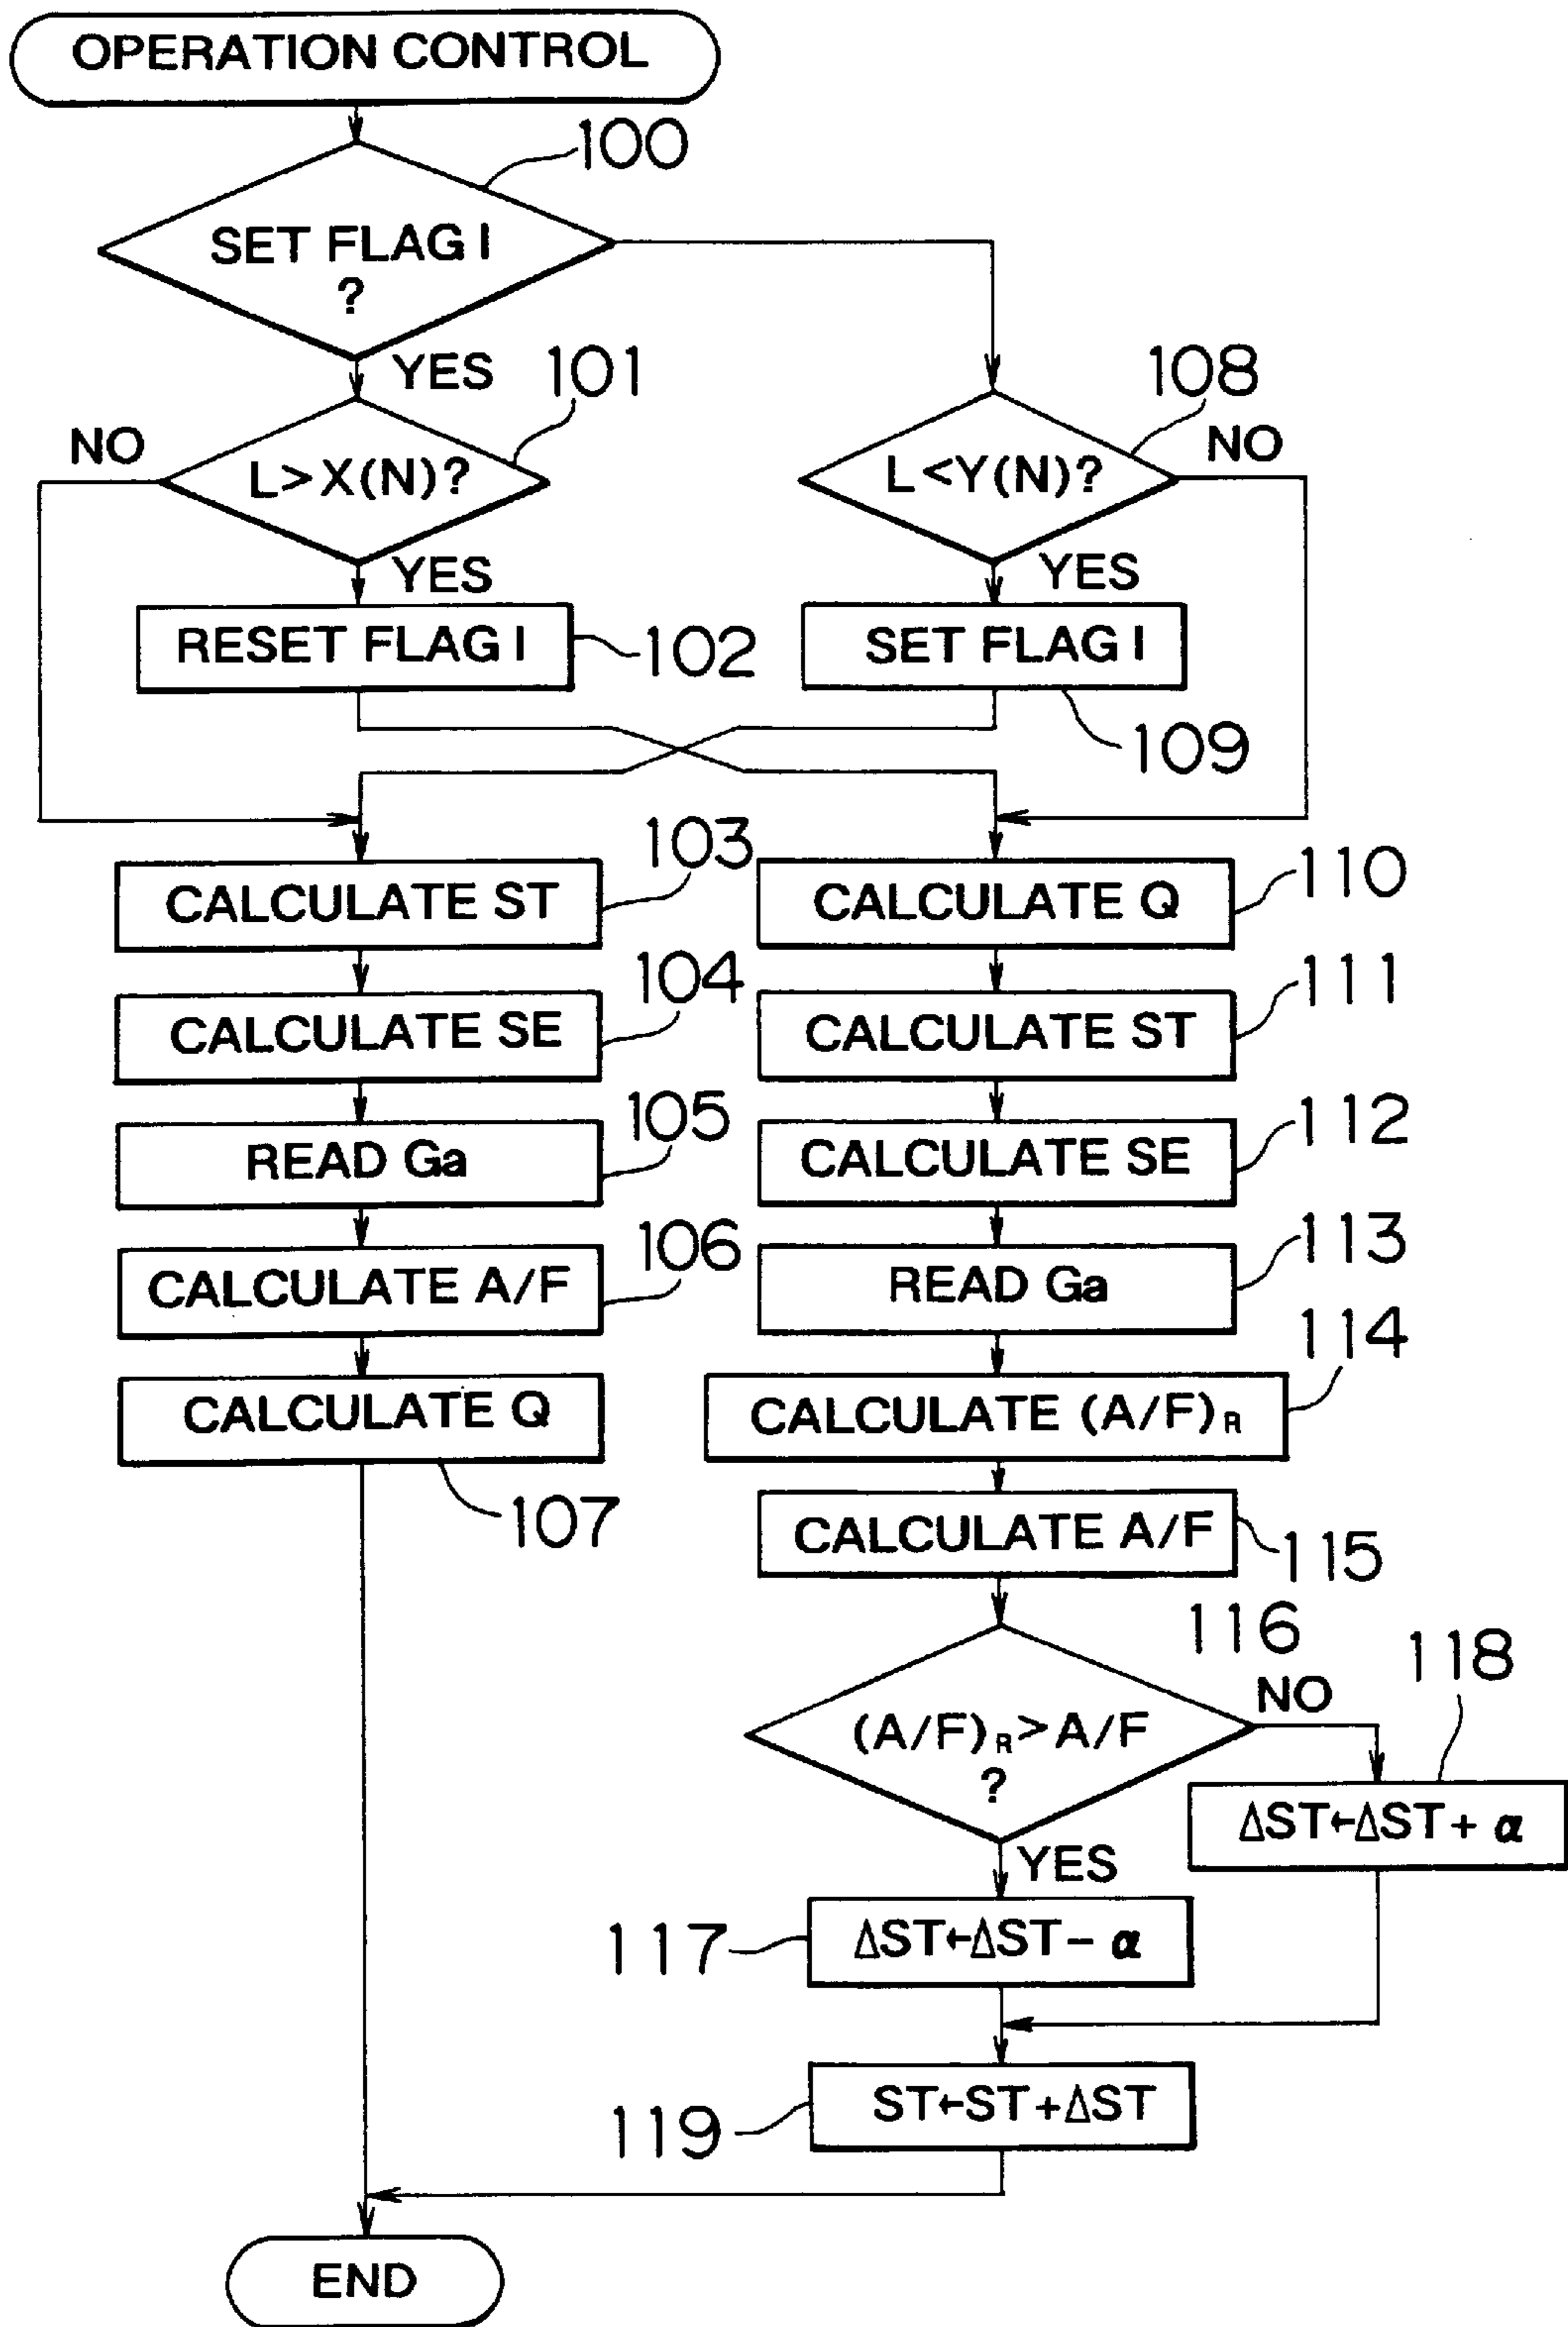 OPERATION CONTROL
100
SET FLAG I
?
YES
101
108
NO
L>X(N)?
L<Y(N)?
NO
YES
YES
RESET FLAG I
102
SET FLAG I
109
103
CALCULATE ST
CALCULATE Q
110
104
CALCULATE SE
CALCULATE ST
111
105
READ Ga
CALCULATE SE
112
106
CALCULATE A/F
READ Ga
113
CALCULATE Q
107
CALCULATE (A/F)R
114
CALCULATE A/F
115
116
(A/F)R>A/F
?
NO
118
ΔST←ΔST+ α
YES
117
ΔST←ΔST- α
119
ST←ST+ΔST
END